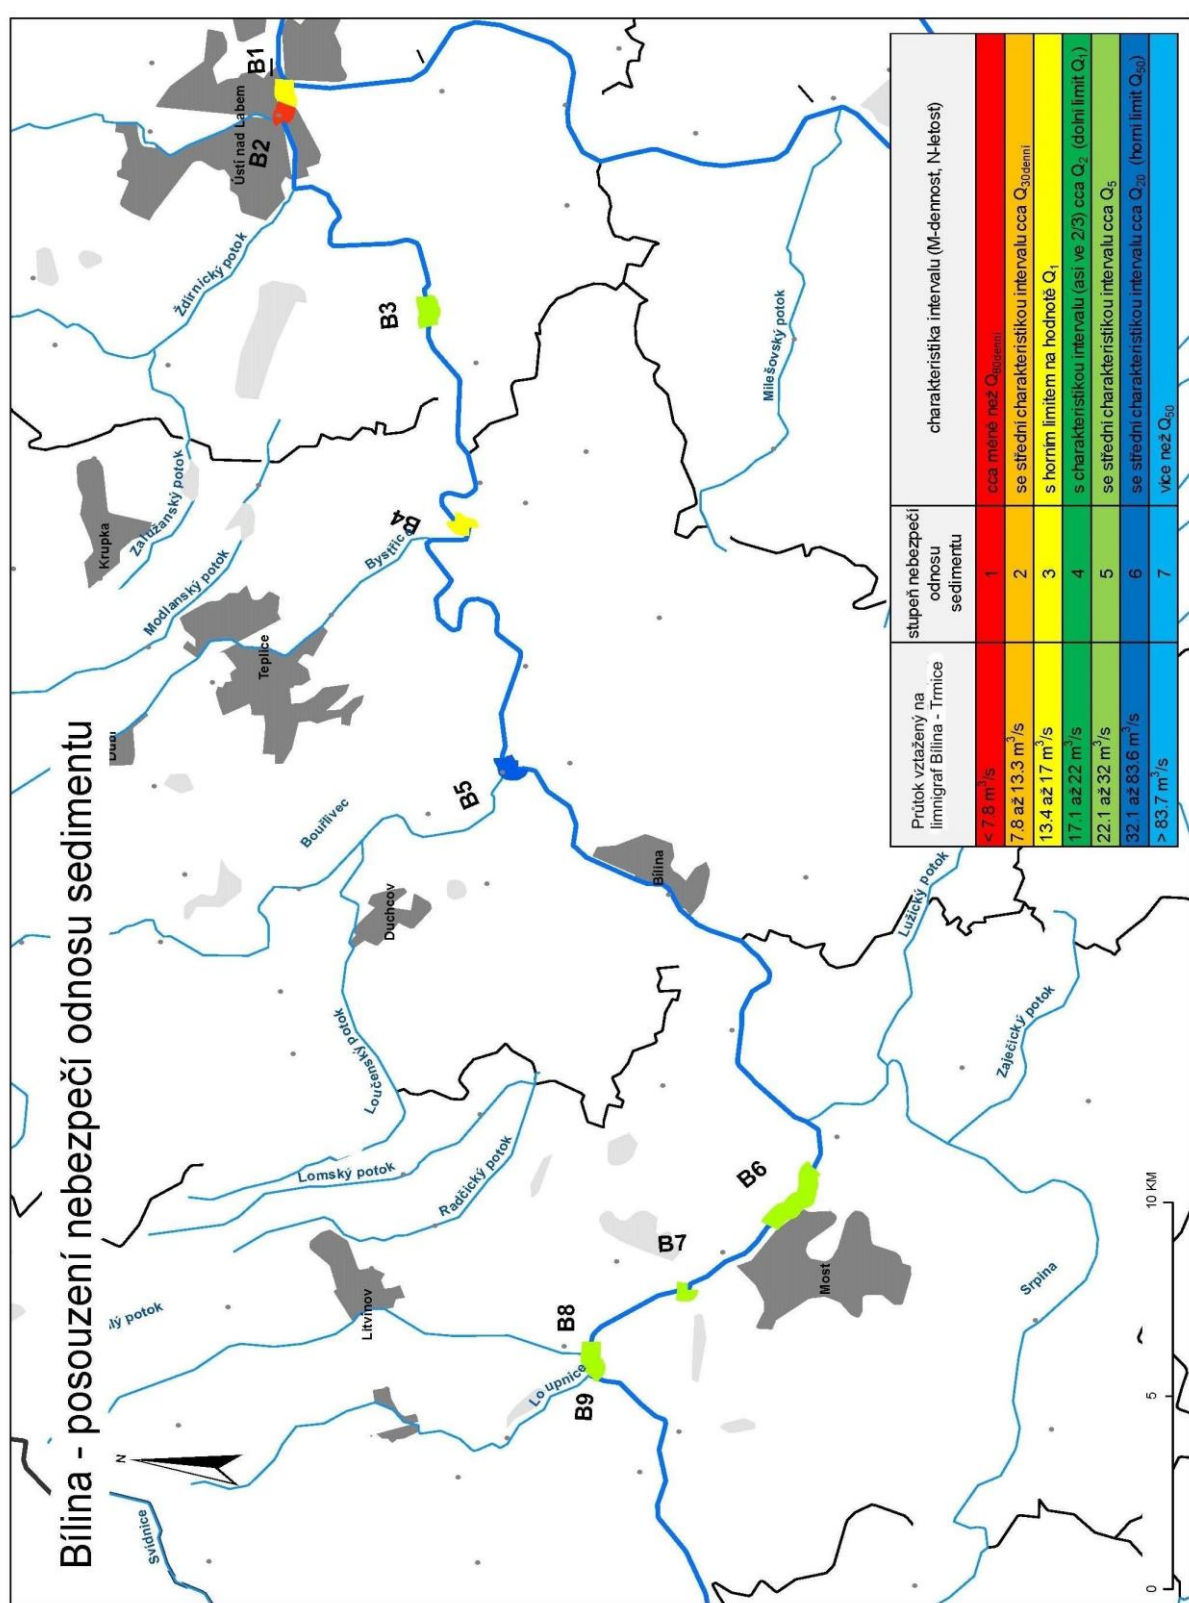 Bílina - posouzení nebezpečí odnosu sedimentu
N
Svidnice
Loupnice
Litvínov
Lomský potok
Radčický potok
Loučenský potok
Duchcov
Bouřlivec
Teplice
Modlanský potok
Krupka
Zalužanský potok
Bystřice
Ždírnický potok
Ústí nad Labem
B1
B2
B3
B4
B5
B6
B7
B8
B9
Bílina
Most
Milešovský potok
Lužický potok
Zaječický potok
Srpina
0
5
10 KM
Průtok vztažený na
limnigraf Bílina - Trmice
stupeň nebezpečí
odnosu
sedimentu
charakteristika intervalu (M-dennost, N-letost)
< 7.8 m³/s 1 cca méně než Q60denní
7.8 až 13.3 m³/s 2 se střední charakteristikou intervalu cca Q30denní
13.4 až 17 m³/s 3 s horním limitem na hodnotě Q1
17.1 až 22 m³/s 4 s charakteristikou intervalu (asi ve 2/3) cca Q2 (dolní limit Q1)
22.1 až 32 m³/s 5 se střední charakteristikou intervalu cca Q5
32.1 až 83.6 m³/s 6 se střední charakteristikou intervalu cca Q20 (horní limit Q50)
> 83.7 m³/s 7 více než Q50